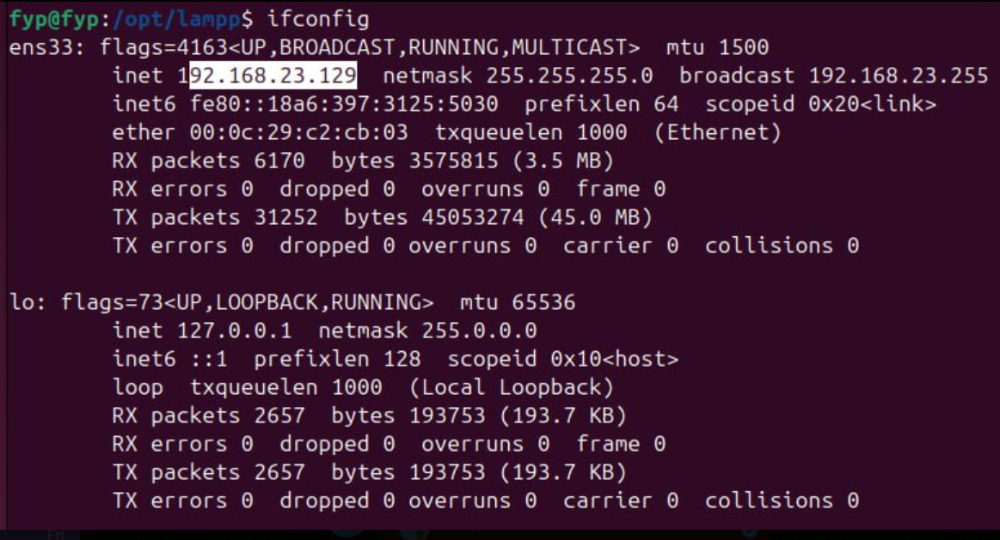 fyp@fyp:/opt/lampp$ ifconfig
ens33: flags=4163<UP,BROADCAST,RUNNING,MULTICAST>  mtu 1500
        inet 192.168.23.129  netmask 255.255.255.0  broadcast 192.168.23.255
        inet6 fe80::18a6:397:3125:5030  prefixlen 64  scopeid 0x20<link>
        ether 00:0c:29:c2:cb:03  txqueuelen 1000  (Ethernet)
        RX packets 6170  bytes 3575815 (3.5 MB)
        RX errors 0  dropped 0  overruns 0  frame 0
        TX packets 31252  bytes 45053274 (45.0 MB)
        TX errors 0  dropped 0 overruns 0  carrier 0  collisions 0

lo: flags=73<UP,LOOPBACK,RUNNING>  mtu 65536
        inet 127.0.0.1  netmask 255.0.0.0
        inet6 ::1  prefixlen 128  scopeid 0x10<host>
        loop  txqueuelen 1000  (Local Loopback)
        RX packets 2657  bytes 193753 (193.7 KB)
        RX errors 0  dropped 0  overruns 0  frame 0
        TX packets 2657  bytes 193753 (193.7 KB)
        TX errors 0  dropped 0 overruns 0  carrier 0  collisions 0